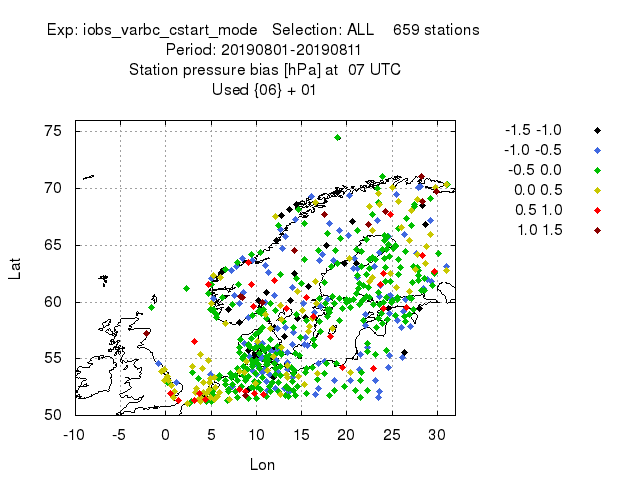 Exp: iobs_varbc_cstart_mode   Selection: ALL    659 stations
Period: 20190801-20190811
Station pressure bias [hPa] at  07 UTC
Used {06} + 01
-1.5 -1.0
-1.0 -0.5
-0.5 0.0
0.0 0.5
0.5 1.0
1.0 1.5
75
70
65
60
55
50
Lat
-10 -5 0 5 10 15 20 25 30
Lon